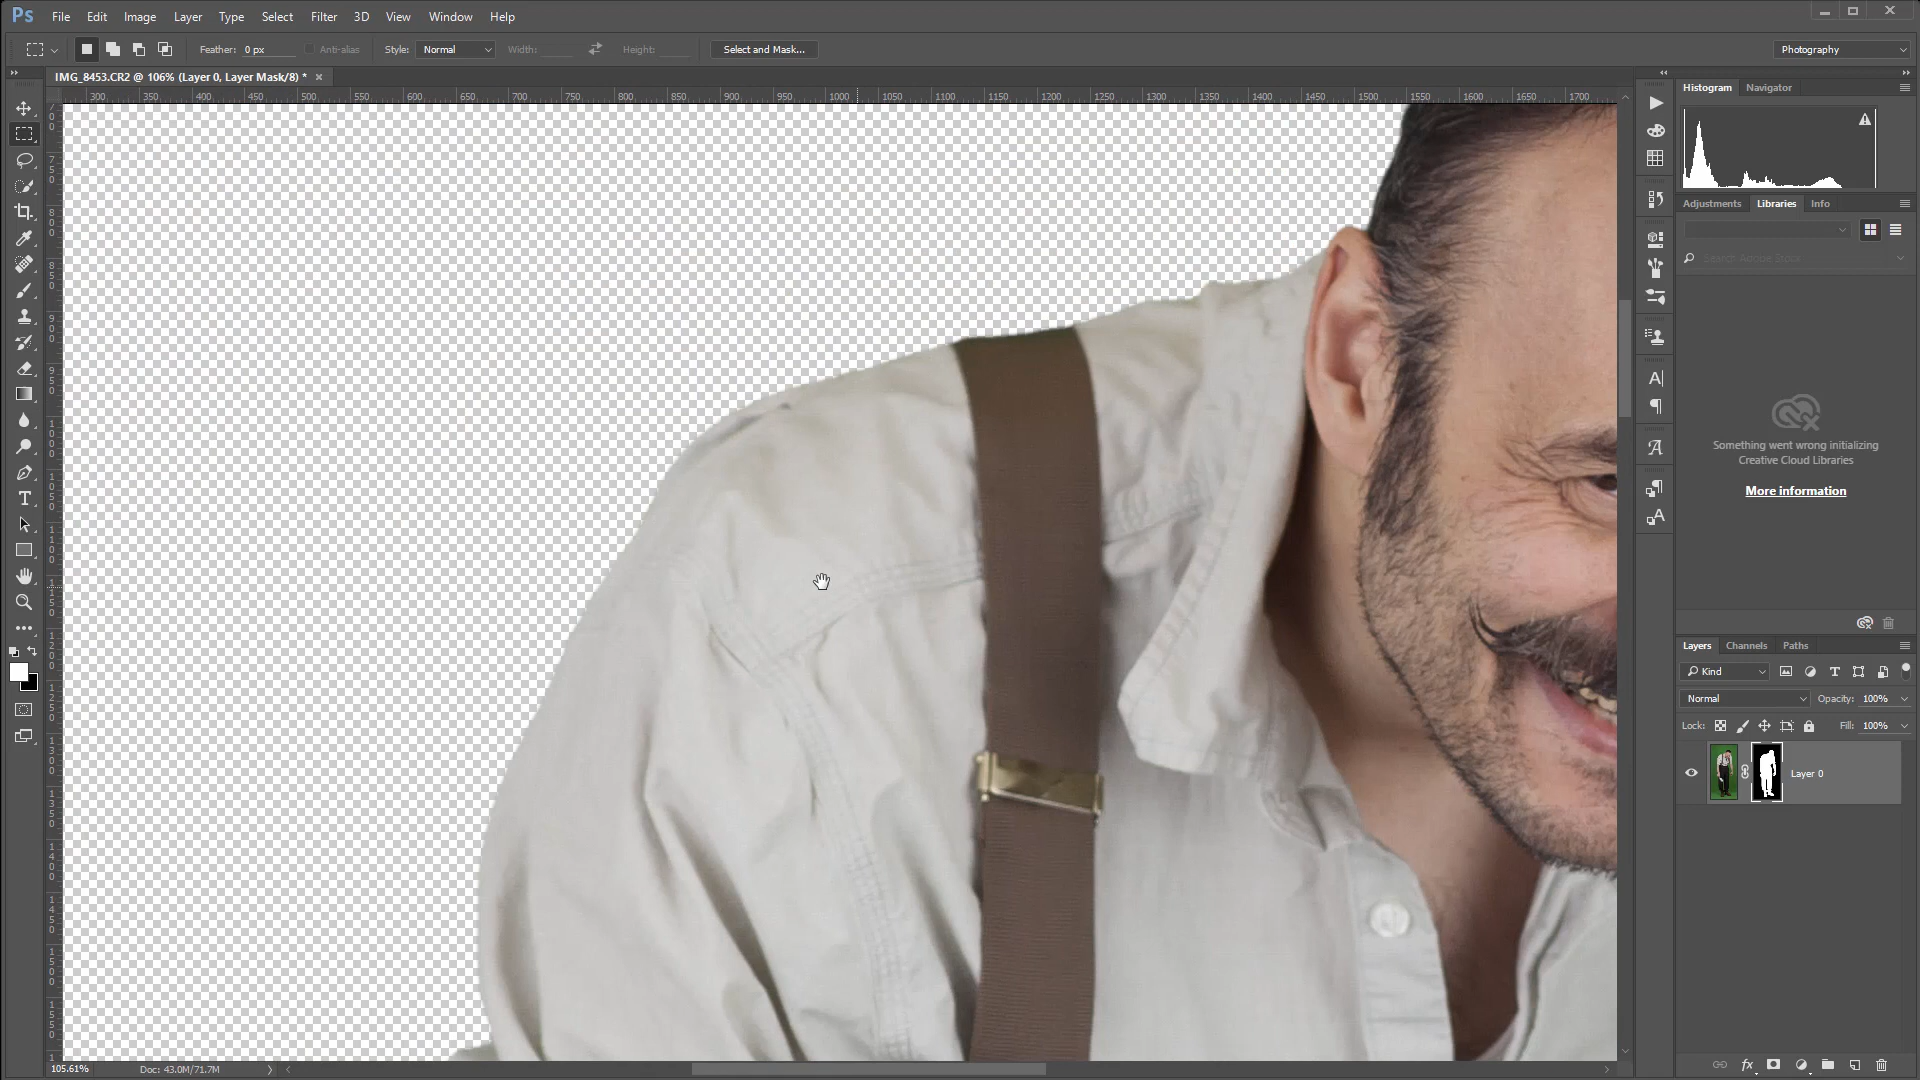 Ps File Edit Image Layer Type Select Filter 3D View Window Help
Feather: 0 px Anti-alias Style: Normal Width: Height: Select and Mask... Photography
IMG_8453.CR2 @ 106% (Layer 0, Layer Mask/8) * ×
300 350 400 450 500 550 600 650 700 750 800 850 900 950 1000 1050 1100 1150 1200 1250 1300 1350 1400 1450 1500 1550 1600 1650 1700
Histogram Navigator
Adjustments Libraries Info
Search Adobe Stock
Something went wrong initializing
Creative Cloud Libraries
More information
Layers Channels Paths
Kind
Normal Opacity: 100%
Lock: Fill: 100%
Layer 0
fx
105.61% Doc: 43.0M/71.7M